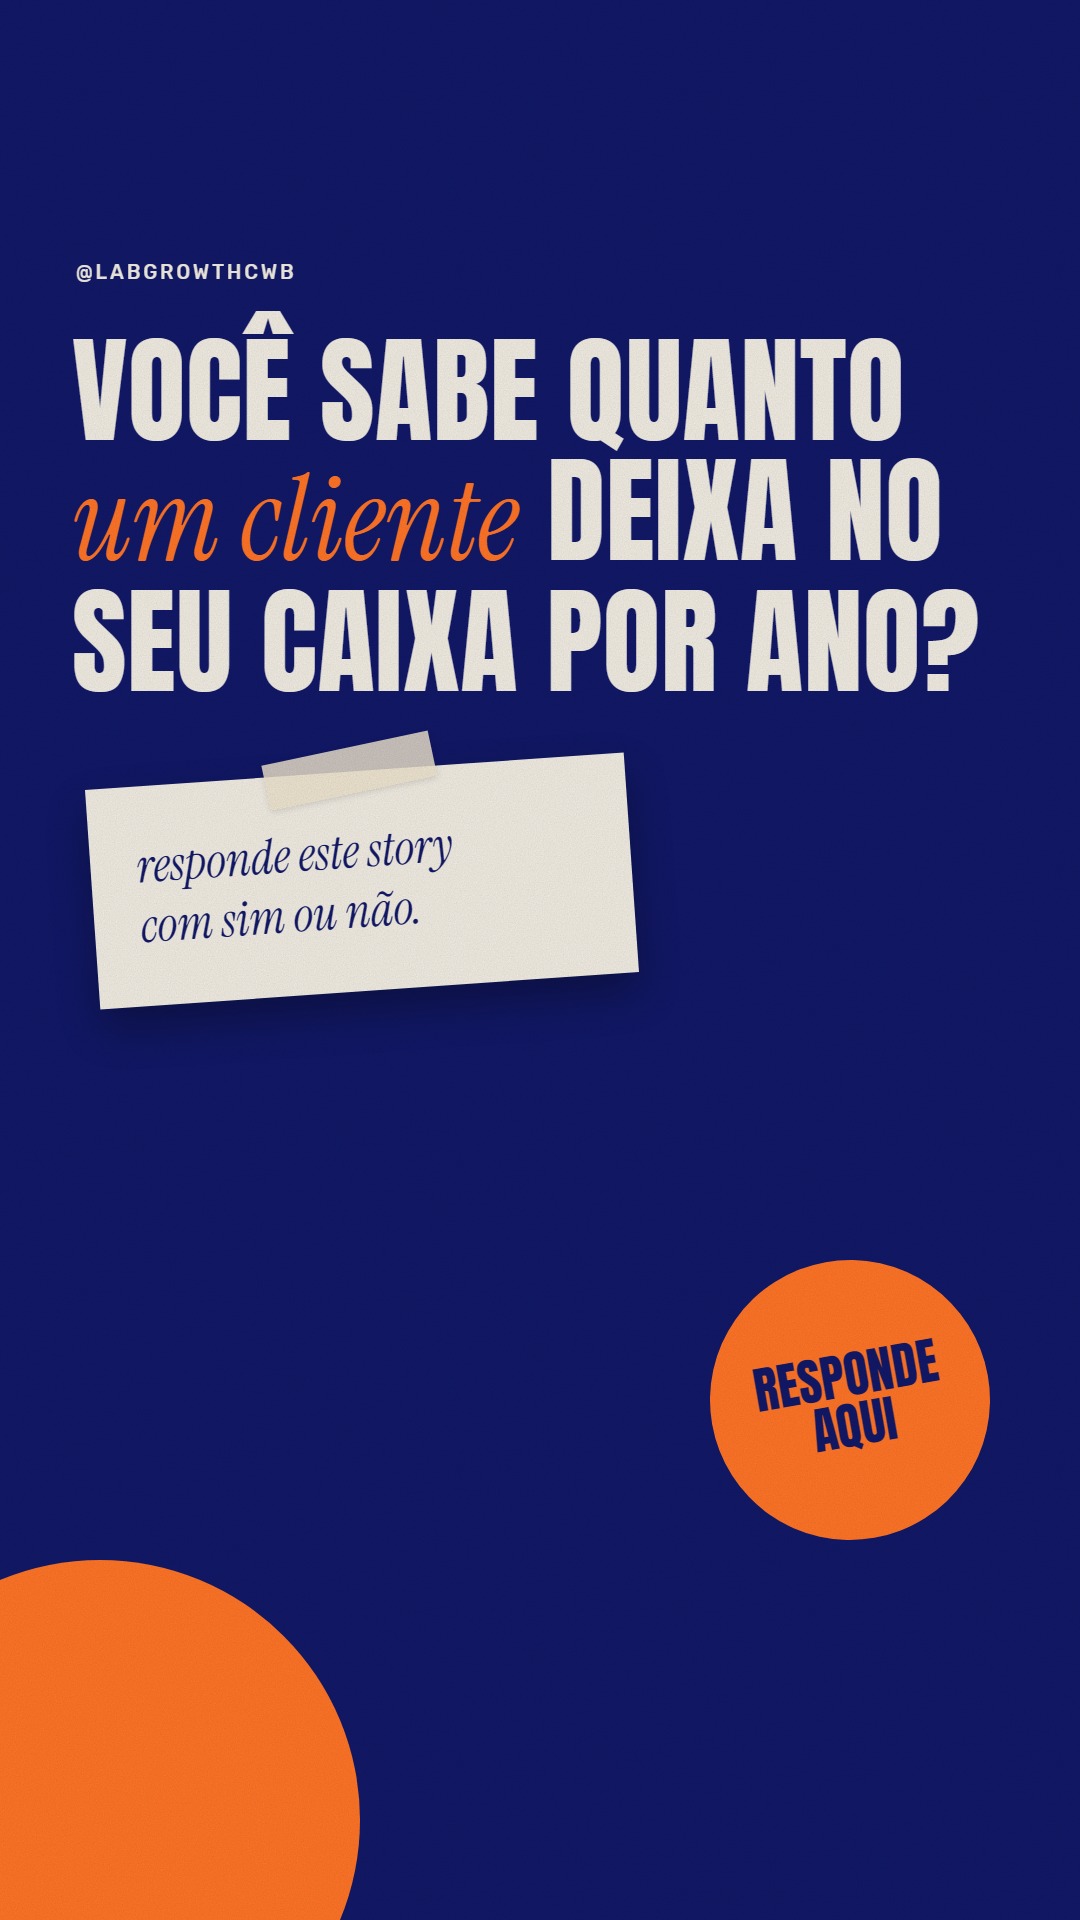 @LABGROWTHCWB
VOCÊ SABE QUANTO
um cliente DEIXA NO
SEU CAIXA POR ANO?
responde este story
com sim ou não.
RESPONDE
AQUI